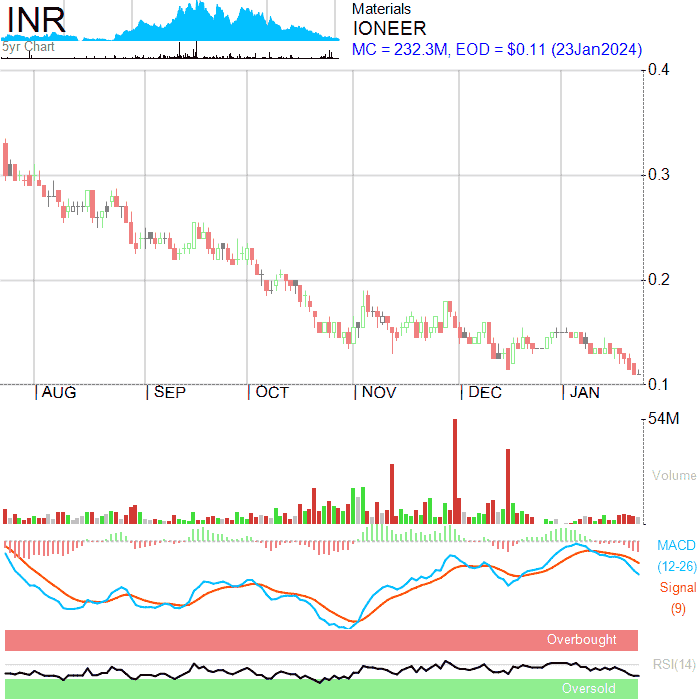 INR
5yr Chart
Materials
IONEER
MC = 232.3M, EOD = $0.11 (23Jan2024)
0.4
0.3
0.2
0.1
AUG SEP OCT NOV DEC JAN
54M
Volume
MACD
(12-26)
Signal
(9)
Overbought
RSI(14)
Oversold